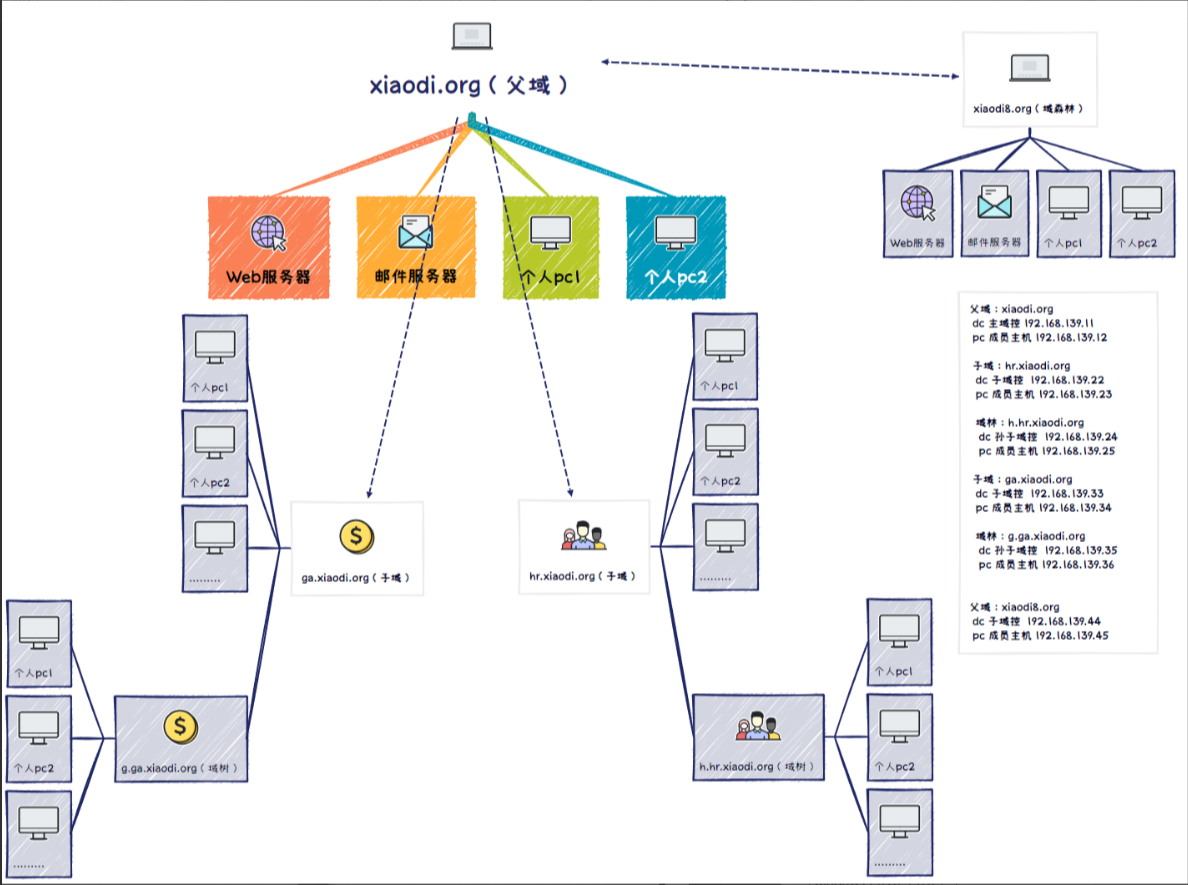 xiaodi.org ( 父域 )
xiaodi8.org ( 域森林 )
Web服务器
邮件服务器
个人pc1
个人pc2
Web服务器
邮件服务器
个人pc1
个人pc2
父域：xiaodi.org
dc 主域控 192.168.139.11
pc 成员主机 192.168.139.12
子域：hr.xiaodi.org
dc 子域控 192.168.139.22
pc 成员主机 192.168.139.23
域林：h.hr.xiaodi.org
dc 孙子域控 192.168.139.24
pc 成员主机 192.168.139.25
子域：ga.xiaodi.org
dc 子域控 192.168.139.33
pc 成员主机 192.168.139.34
域林：g.ga.xiaodi.org
dc 孙子域控 192.168.139.35
pc 成员主机 192.168.139.36
父域：xiaodi8.org
dc 子域控 192.168.139.44
pc 成员主机 192.168.139.45
个人pc1
个人pc2
.........
ga.xiaodi.org ( 子域 )
个人pc1
个人pc2
.........
hr.xiaodi.org ( 子域 )
个人pc1
个人pc2
.........
g.ga.xiaodi.org ( 域树 )
h.hr.xiaodi.org ( 域树 )
个人pc1
个人pc2
.........